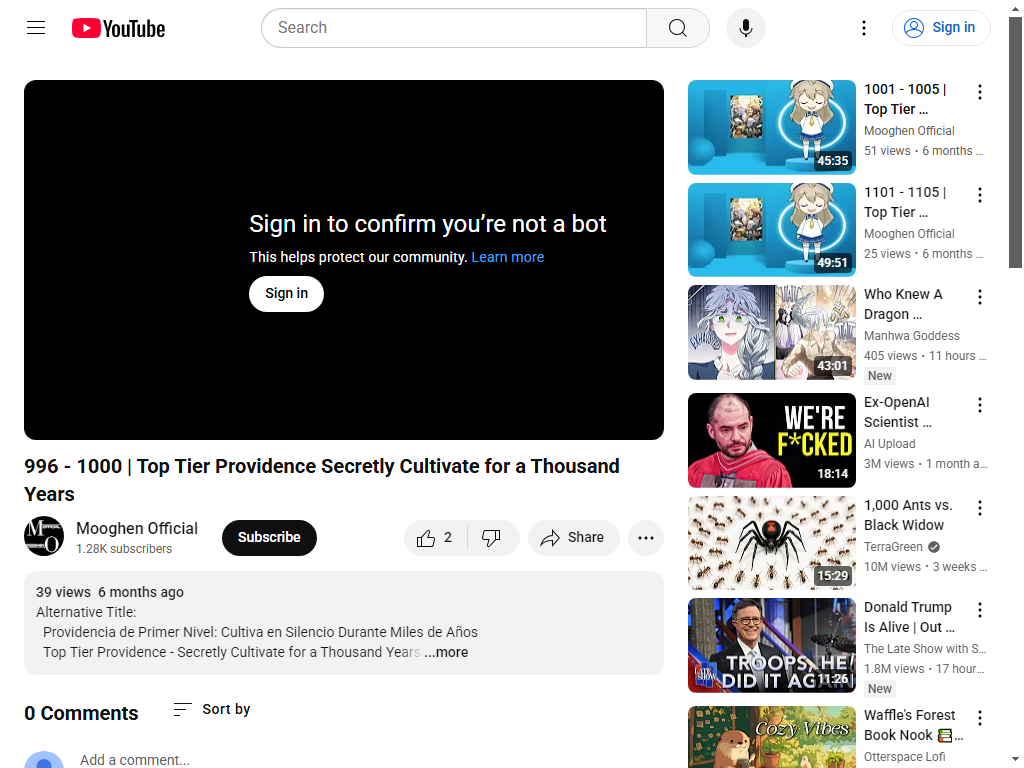 YouTube
Search
Sign in
Sign in to confirm you’re not a bot
This helps protect our community. Learn more
Sign in
996 - 1000 | Top Tier Providence Secretly Cultivate for a Thousand
Years
Mooghen Official
1.28K subscribers
Subscribe
2
Share
39 views  6 months ago
Alternative Title:
Providencia de Primer Nivel: Cultiva en Silencio Durante Miles de Años
Top Tier Providence - Secretly Cultivate for a Thousand Years ...more
0 Comments
Sort by
Add a comment...
45:35
1001 - 1005 |
Top Tier ...
Mooghen Official
51 views • 6 months ...
49:51
1101 - 1105 |
Top Tier ...
Mooghen Official
25 views • 6 months ...
43:01
Who Knew A
Dragon ...
Manhwa Goddess
405 views • 11 hours ...
New
WE'RE
F*CKED
18:14
Ex-OpenAI
Scientist ...
AI Upload
3M views • 1 month a...
15:29
1,000 Ants vs.
Black Widow
TerraGreen
10M views • 3 weeks ...
LATE SHOW
TROOPS, HE
DID IT AGAIN
11:26
Donald Trump
Is Alive | Out ...
The Late Show with S...
1.8M views • 17 hour...
New
Cozy Vibes
Waffle's Forest
Book Nook 📚...
Otterspace Lofi